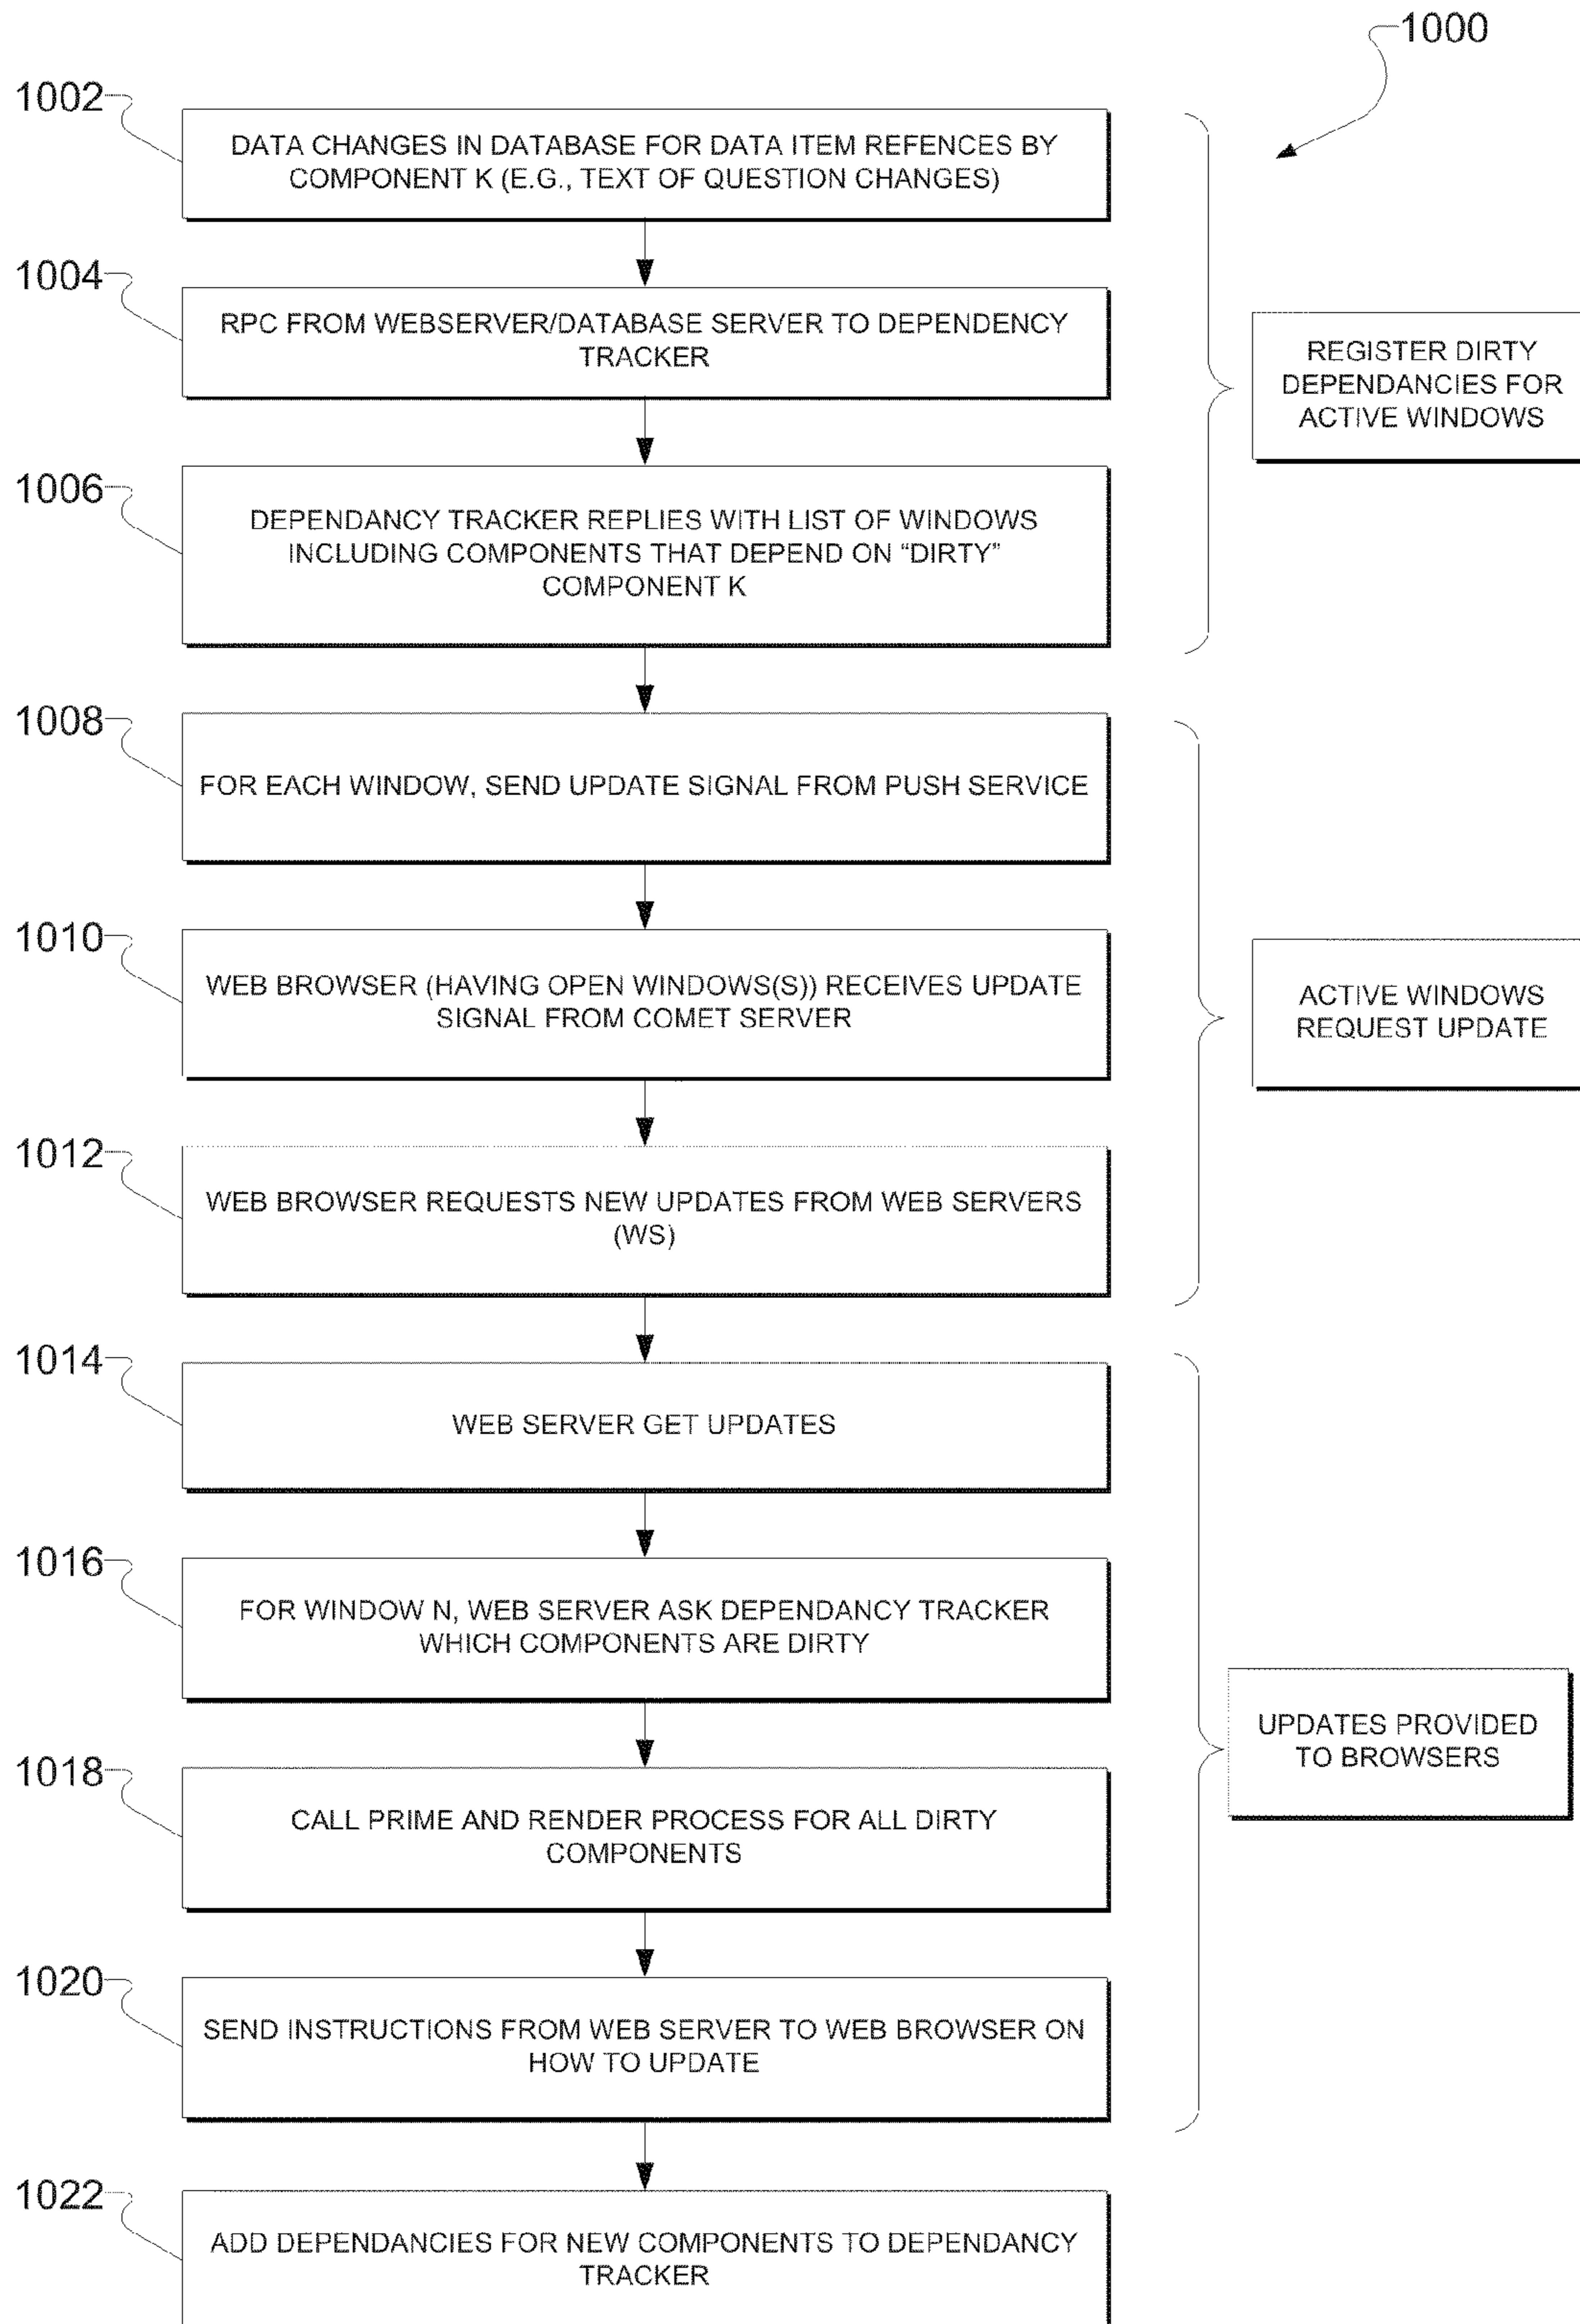 1000
1002
DATA CHANGES IN DATABASE FOR DATA ITEM REFENCES BY
COMPONENT K (E.G., TEXT OF QUESTION CHANGES)
1004
RPC FROM WEBSERVER/DATABASE SERVER TO DEPENDENCY
TRACKER
REGISTER DIRTY
DEPENDANCIES FOR
ACTIVE WINDOWS
1006
DEPENDANCY TRACKER REPLIES WITH LIST OF WINDOWS
INCLUDING COMPONENTS THAT DEPEND ON “DIRTY”
COMPONENT K
1008
FOR EACH WINDOW, SEND UPDATE SIGNAL FROM PUSH SERVICE
1010
WEB BROWSER (HAVING OPEN WINDOWS(S)) RECEIVES UPDATE
SIGNAL FROM COMET SERVER
ACTIVE WINDOWS
REQUEST UPDATE
1012
WEB BROWSER REQUESTS NEW UPDATES FROM WEB SERVERS
(WS)
1014
WEB SERVER GET UPDATES
1016
FOR WINDOW N, WEB SERVER ASK DEPENDANCY TRACKER
WHICH COMPONENTS ARE DIRTY
UPDATES PROVIDED
TO BROWSERS
1018
CALL PRIME AND RENDER PROCESS FOR ALL DIRTY
COMPONENTS
1020
SEND INSTRUCTIONS FROM WEB SERVER TO WEB BROWSER ON
HOW TO UPDATE
1022
ADD DEPENDANCIES FOR NEW COMPONENTS TO DEPENDANCY
TRACKER